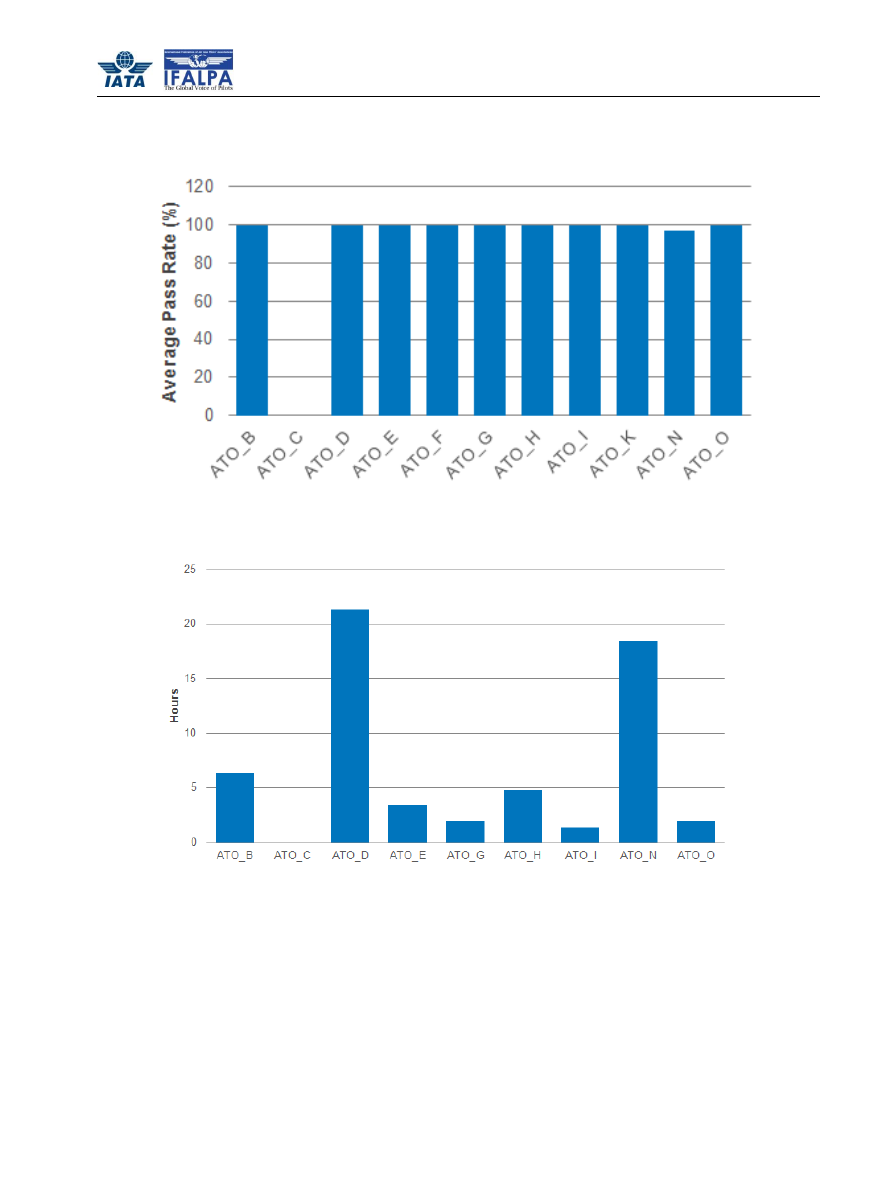 IATA
IFALPA
The Global Voice of Pilots
Average Pass Rate (%)
120
100
80
60
40
20
0
ATO_B
ATO_C
ATO_D
ATO_E
ATO_F
ATO_G
ATO_H
ATO_I
ATO_K
ATO_N
ATO_O
Hours
25
20
15
10
5
0
ATO_B ATO_C ATO_D ATO_E ATO_G ATO_H ATO_I ATO_N ATO_O